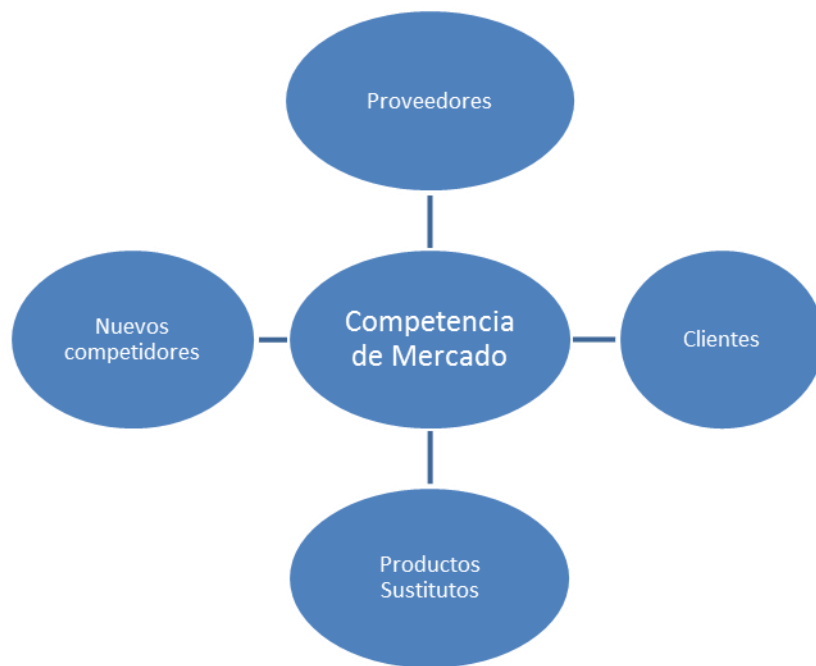 Proveedores
Nuevos
competidores
Competencia
de Mercado
Clientes
Productos
Sustitutos